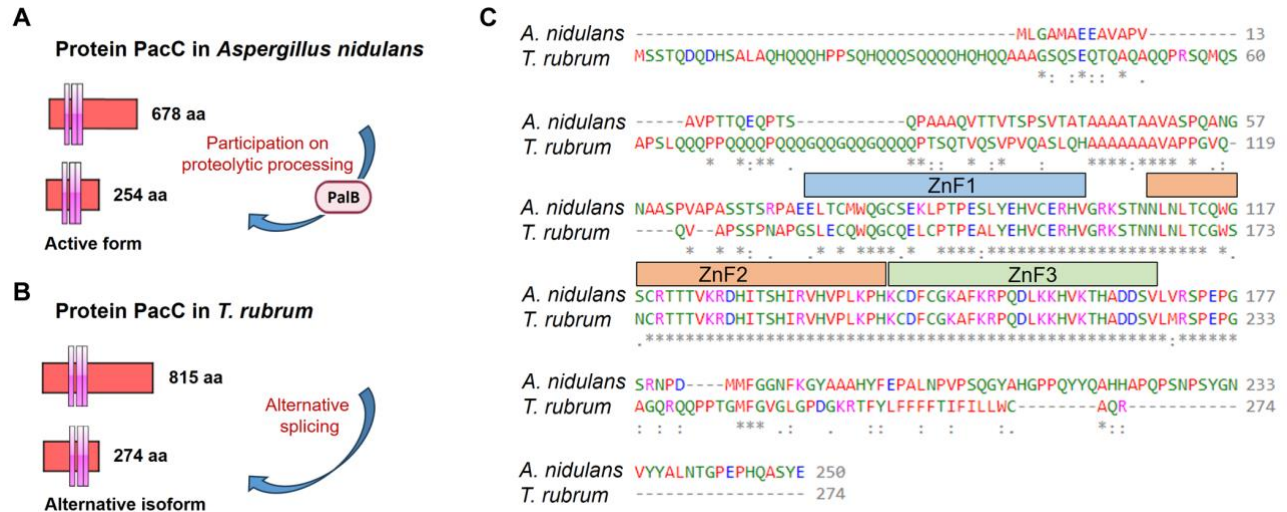 A
Protein PacC in Aspergillus nidulans
678 aa
Participation on
proteolytic processing
PalB
254 aa
Active form
B
Protein PacC in T. rubrum
815 aa
Alternative
splicing
274 aa
Alternative isoform
C
A. nidulans --------------------------------------MLGAMAEEAVAPV--------- 13
T. rubrum MSSTQDQDHSALAQHQQQHPPSQHQQQSQQQQHQHQQAAAGSQSEQTQAQAQQPRSQMQS 60
*: :*:: * .
A. nidulans -----AVPTTQEQPTS-----------QPAAAQVTTVTSPSVTATAAAATAAVASPQANG 57
T. rubrum APSLQQQPPQQQQPQQQGQQGQQGQQQQPTSQTVQSVPVQASLQHAAAAAAAVAPPGVQ- 119
* *:** . **:: * :* : ****:**** * .:
ZnF1
A. nidulans NAASPVAPASSTSRPAEELTCMWQGCSEKLPTPESLYEHVCERHVGRKSTNNLNLTCQWG 117
T. rubrum ----QV--APSSPNAPGSLECQWQGCQELCPTPEALYEHVCERHVGRKSTNNLNLTCGWS 173
* * *: .* * ****.* ****:********************** *.
ZnF2 ZnF3
A. nidulans SCRTTTVKRDHITSHIRVHVPLKPHKCDFCGKAFKRPQDLKKHVKTHADDSVLVRSPEPG 177
T. rubrum NCRTTTVKRDHITSHIRVHVPLKPHKCDFCGKAFKRPQDLKKHVKTHADDSVLMRSPEPG 233
.****************************************************:******
A. nidulans SRNPD----MMFGGNFKGYAAAHYFEPALNPVPSQGYAHGPPQYYQAHHAPQPSNPSYGN 233
T. rubrum AGQRQQPPTGMFGVGLGPDGKRTFYLFFFFTIFILLWC---------AQR---------- 274
: : : *** .: . :: : : :. *::
A. nidulans VYYALNTGPEPHQASYE 250
T. rubrum ----------------- 274